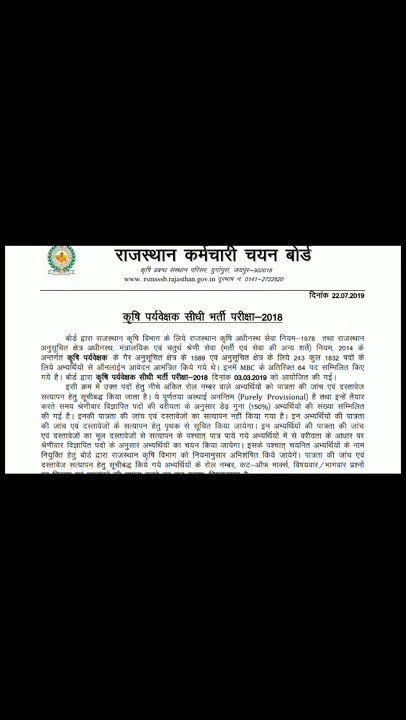 राजस्थान कर्मचारी चयन बोर्ड
कृषि प्रबन्ध संस्थान परिसर, दुर्गापुरा, जयपुर–302018
www. rsmssb.rajasthan.gov.in दूरभाष नं. 0141–2722520
दिनांक 22.07.2019
कृषि पर्यवेक्षक सीधी भर्ती परीक्षा–2018
बोर्ड द्वारा राजस्थान कृषि विभाग के लिये राजस्थान कृषि अधीनस्थ सेवा नियम–1978 तथा राजस्थान
अनुसूचित क्षेत्र अधीनस्थ, मंत्रालयिक एवं चतुर्थ श्रेणी सेवा (भर्ती एवं सेवा की अन्य शर्तें) नियम, 2014 के
अन्तर्गत कृषि पर्यवेक्षक के गैर अनुसूचित क्षेत्र के 1589 एवं अनुसूचित क्षेत्र के लिये 243 कुल 1832 पदों के
लिये अभ्यर्थियों से ऑनलाईन आवेदन आमंत्रित किये गये थे। इनमें MBC के अतिरिक्त 64 पद सम्मिलित किए
गये है। बोर्ड द्वारा कृषि पर्यवेक्षक सीधी भर्ती परीक्षा–2018 दिनांक 03.03.2019 को आयोजित की गई।
इसी क्रम में उक्त पदों हेतु नीचे अंकित रोल नम्बर वाले अभ्यर्थियों को पात्रता की जांच एवं दस्तावेज
सत्यापन हेतु सूचीबद्ध किया जाता है। ये पूर्णतया अस्थाई अनन्तिम (Purely Provisional) है तथा इन्हें तैयार
करते समय श्रेणीवार विज्ञापित पदों की वरीयता के अनुसार डेढ़ गुना (150%) अभ्यर्थियों की संख्या सम्मिलित
की गई है। इनकी पात्रता की जांच एवं दस्तावेजों का सत्यापन नहीं किया गया है। इन अभ्यर्थियों की पात्रता
की जांच एवं दस्तावेजों के सत्यापन हेतु पृथक से सूचित किया जायेगा। इन अभ्यर्थियों की पात्रता की जांच
एवं दस्तावेजों का मूल दस्तावेजों से सत्यापन के पश्चात् पात्र पाये गये अभ्यर्थियों में से वरीयता के आधार पर
श्रेणीवार विज्ञापित पदों के अनुसार अभ्यर्थियों का चयन किया जायेगा। इसके पश्चात् चयनित अभ्यर्थियों के नाम
नियुक्ति हेतु बोर्ड द्वारा राजस्थान कृषि विभाग को नियमानुसार अभिशंषित किये जायेगें। पात्रता की जांच एवं
दस्तावेज सत्यापन हेतु सूचीबद्ध किये गये अभ्यर्थियों के रोल नम्बर, कट–ऑफ मार्क्स, विषयवार/भागवार प्रश्नों